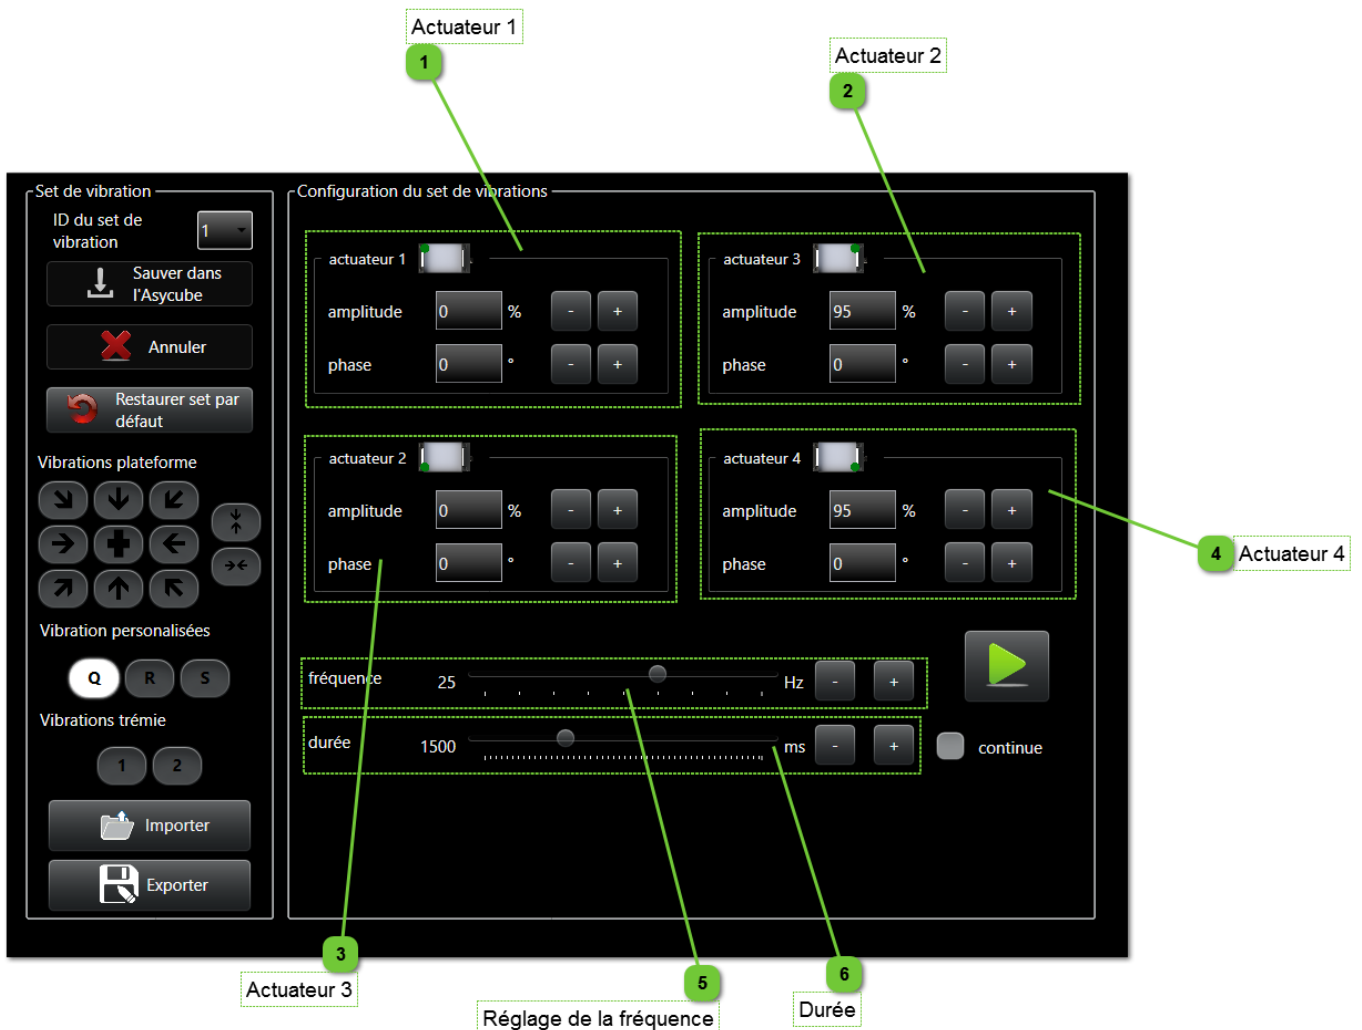 Actuateur 1
1
Actuateur 2
2
Set de vibration
ID du set de
vibration
1
Sauver dans
l'Asycube
Annuler
Restaurer set par
défaut
Vibrations plateforme
Vibration personalisées
Q R S
Vibrations trémie
1 2
Importer
Exporter
Configuration du set de vibrations
actuateur 1
amplitude 0 % - +
phase 0 ° - +
actuateur 3
amplitude 95 % - +
phase 0 ° - +
actuateur 2
amplitude 0 % - +
phase 0 ° - +
actuateur 4
amplitude 95 % - +
phase 0 ° - +
4 Actuateur 4
fréquence 25 Hz - +
durée 1500 ms - +
continue
3
Actuateur 3
5
Réglage de la fréquence
6
Durée